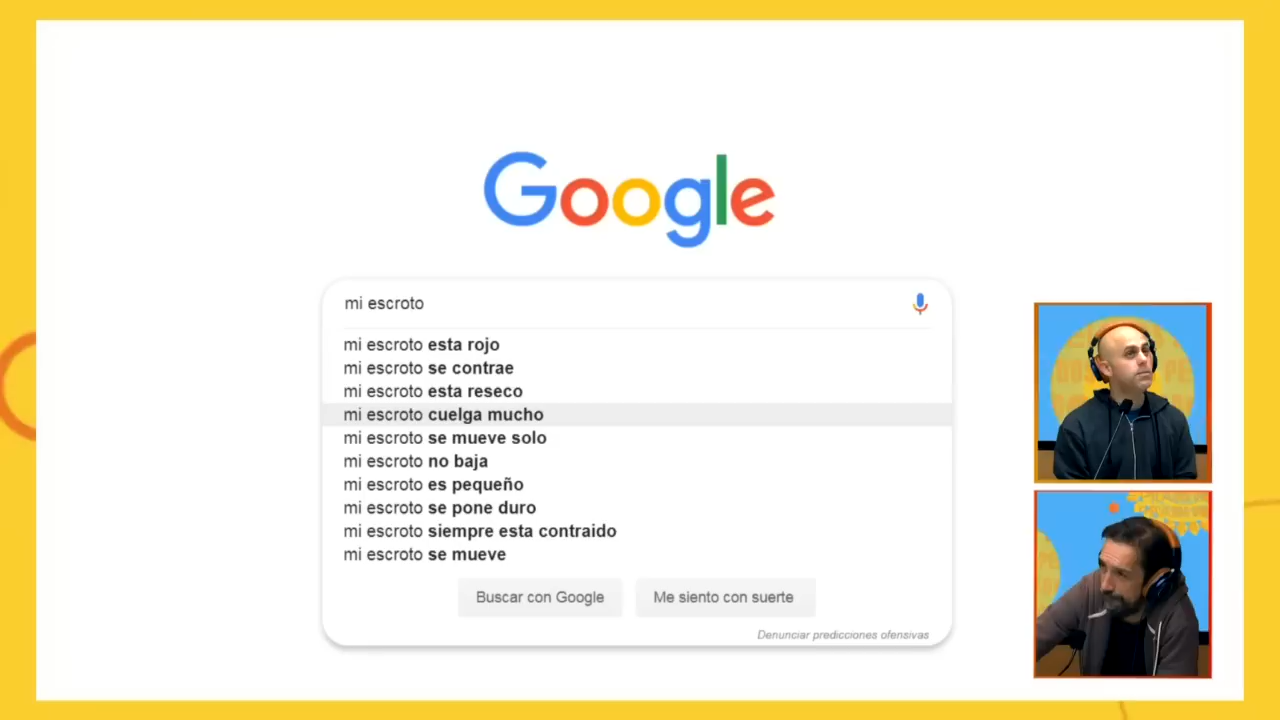 Google
mi escroto
mi escroto esta rojo
mi escroto se contrae
mi escroto esta reseco
mi escroto cuelga mucho
mi escroto se mueve solo
mi escroto no baja
mi escroto es pequeño
mi escroto se pone duro
mi escroto siempre esta contraido
mi escroto se mueve
Buscar con Google
Me siento con suerte
Denunciar predicciones ofensivas